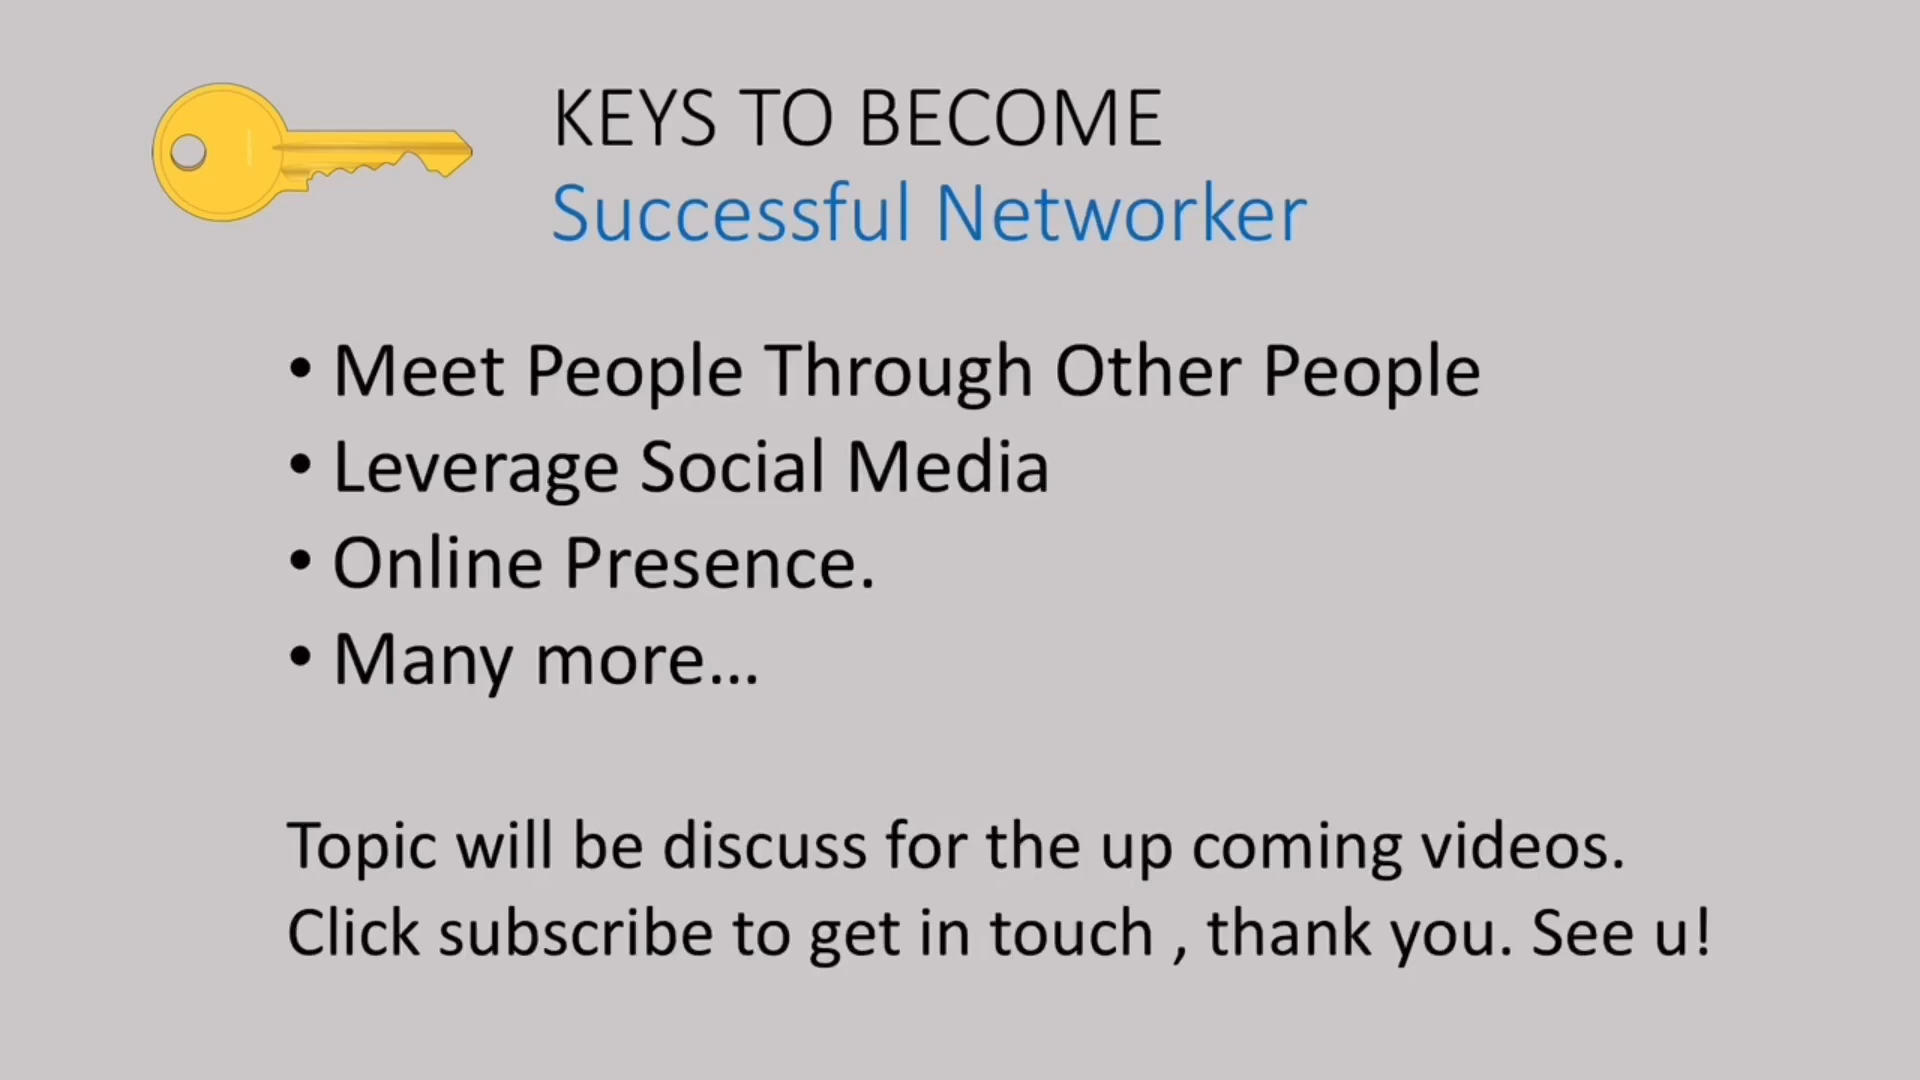 KEYS TO BECOME
Successful Networker
• Meet People Through Other People
• Leverage Social Media
• Online Presence.
• Many more...
Topic will be discuss for the up coming videos.
Click subscribe to get in touch , thank you. See u!